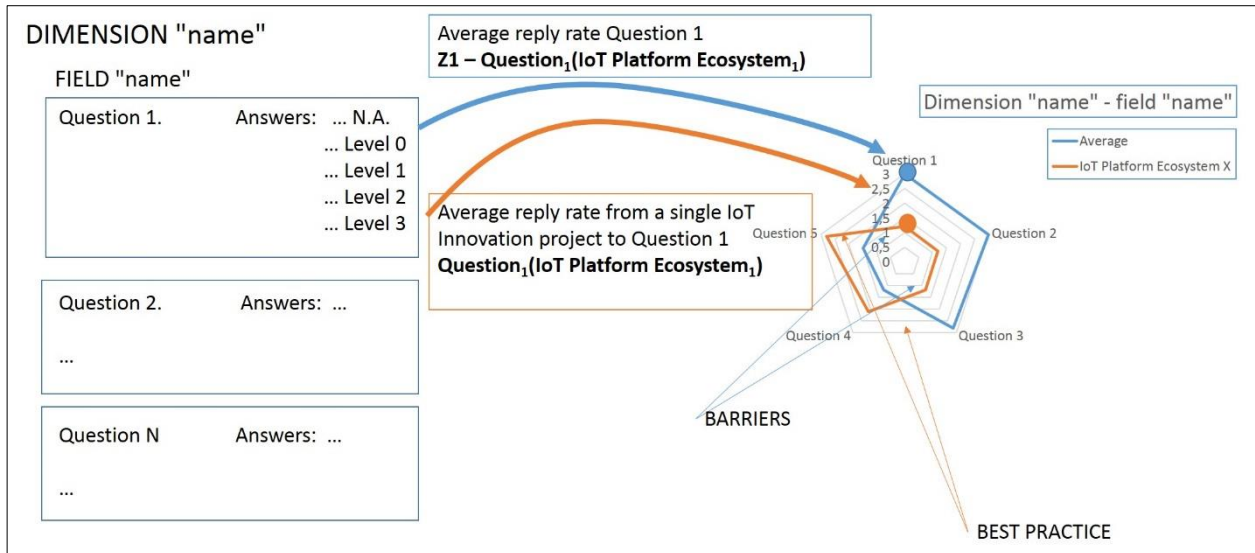 DIMENSION "name"
FIELD "name"
Question 1. Answers: ... N.A.
... Level 0
... Level 1
... Level 2
... Level 3
Question 2. Answers: ...
...
Question N Answers: ...
...
Average reply rate Question 1
Z1 – Question₁(IoT Platform Ecosystem₁)
Average reply rate from a single IoT
Innovation project to Question 1
Question₁(IoT Platform Ecosystem₁)
Dimension "name" - field "name"
Average
IoT Platform Ecosystem X
Question 1
3
2,5
2
1,5
1
0,5
0
Question 2
Question 3
Question 4
Question 5
BARRIERS
BEST PRACTICE